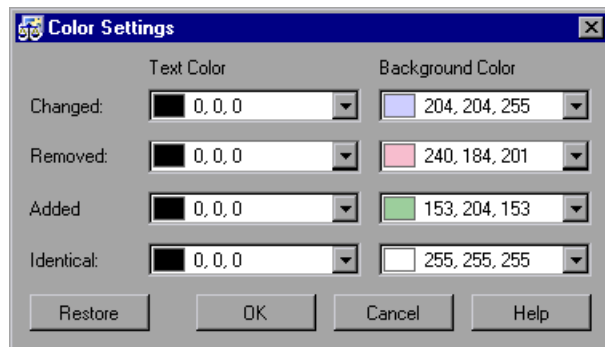 Color Settings
Text Color Background Color
Changed: 0, 0, 0 204, 204, 255
Removed: 0, 0, 0 240, 184, 201
Added 0, 0, 0 153, 204, 153
Identical: 0, 0, 0 255, 255, 255
Restore OK Cancel Help